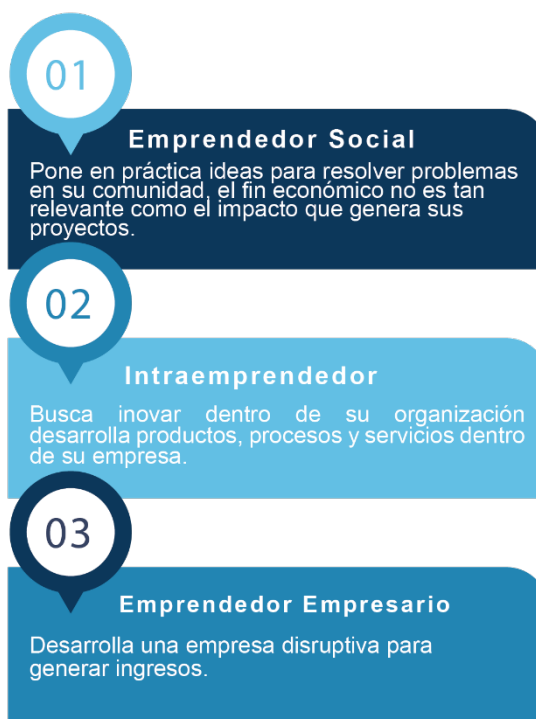 01
Emprendedor Social
Pone en práctica ideas para resolver problemas
en su comunidad, el fin económico no es tan
relevante como el impacto que genera sus
proyectos.
02
Intraemprendedor
Busca inovar dentro de su organización
desarrolla productos, procesos y servicios dentro
de su empresa.
03
Emprendedor Empresario
Desarrolla una empresa disruptiva para
generar ingresos.